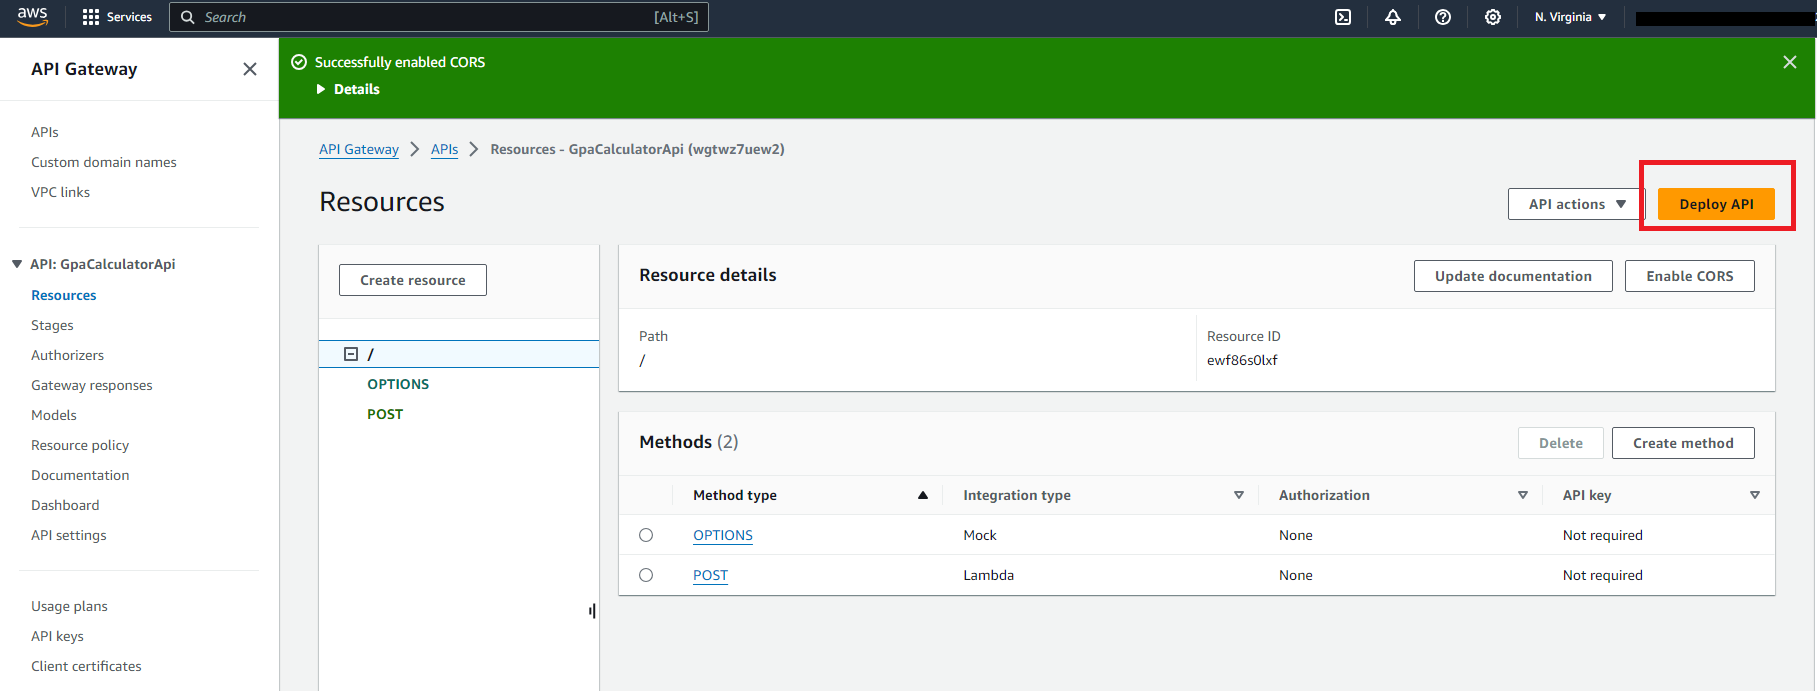 aws Services Search [Alt+S] N. Virginia
API Gateway
APIs
Custom domain names
VPC links
API: GpaCalculatorApi
Resources
Stages
Authorizers
Gateway responses
Models
Resource policy
Documentation
Dashboard
API settings
Usage plans
API keys
Client certificates
Successfully enabled CORS
Details
API Gateway APIs Resources - GpaCalculatorApi (wgtwz7uew2)
Resources
API actions Deploy API
Create resource
/
OPTIONS
POST
Resource details
Update documentation Enable CORS
Path
/
Resource ID
ewf86s0lxf
Methods (2)
Delete Create method
Method type Integration type Authorization API key
OPTIONS Mock None Not required
POST Lambda None Not required